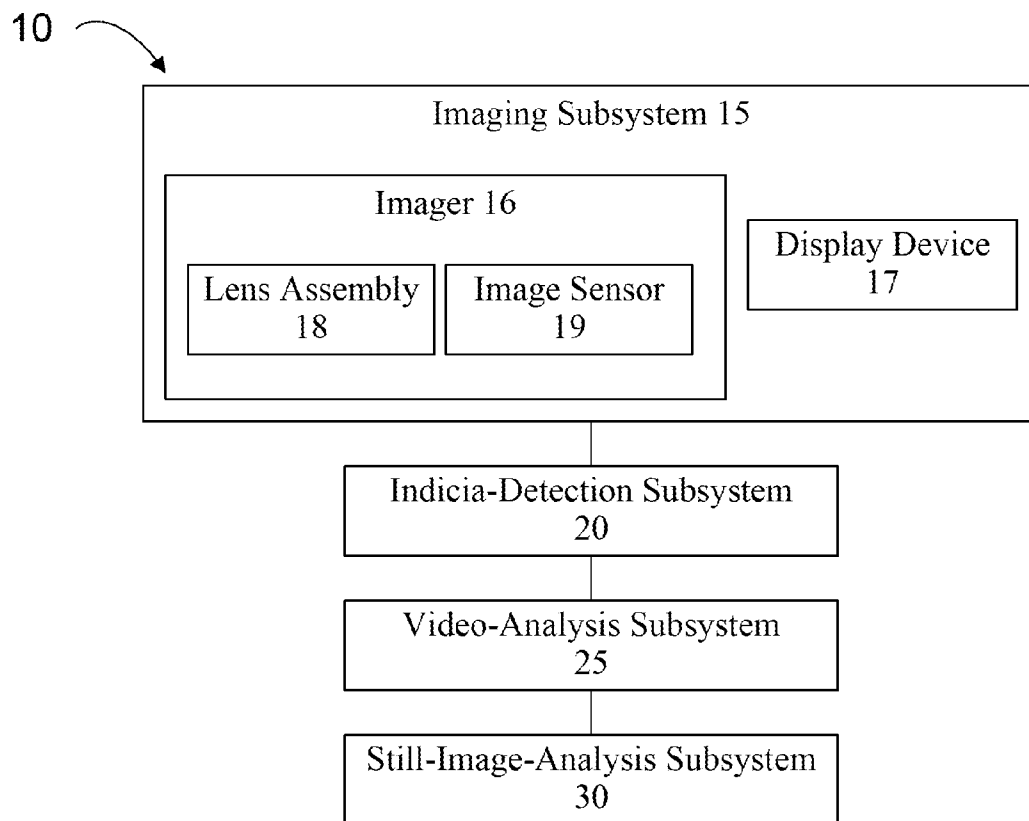 10
Imaging Subsystem 15
Imager 16
Lens Assembly
18
Image Sensor
19
Display Device
17
Indicia-Detection Subsystem
20
Video-Analysis Subsystem
25
Still-Image-Analysis Subsystem
30